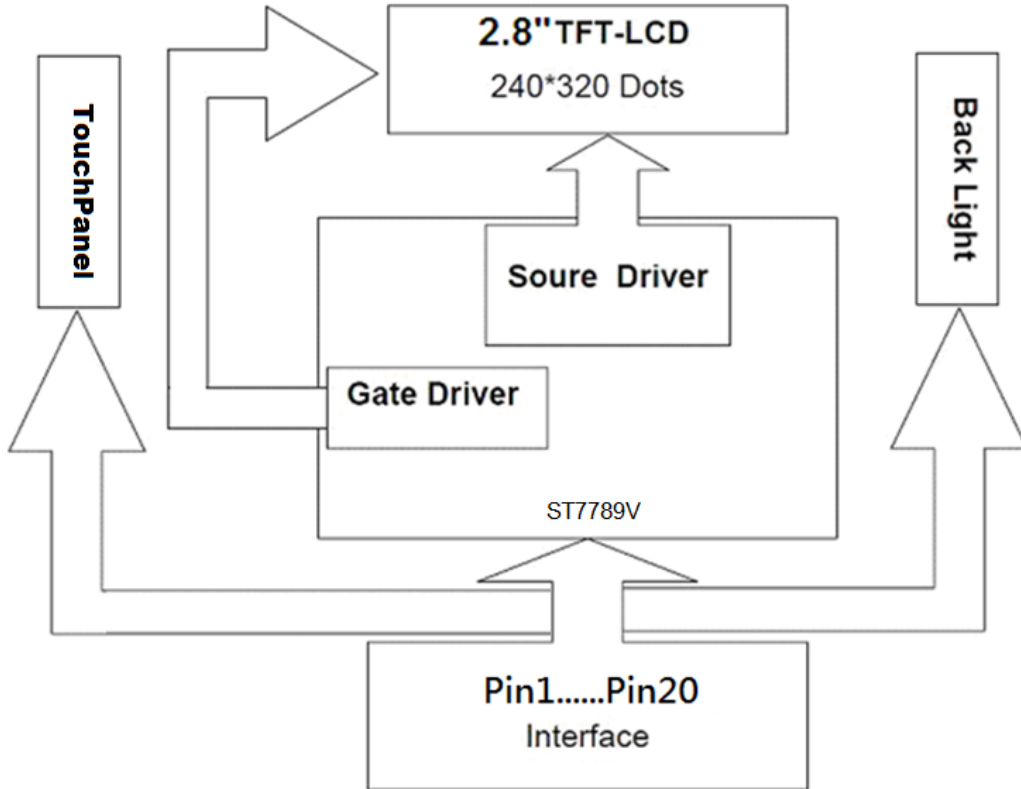 2.8" TFT-LCD
240*320 Dots
TouchPanel
Back Light
Soure Driver
Gate Driver
ST7789V
Pin1......Pin20
Interface